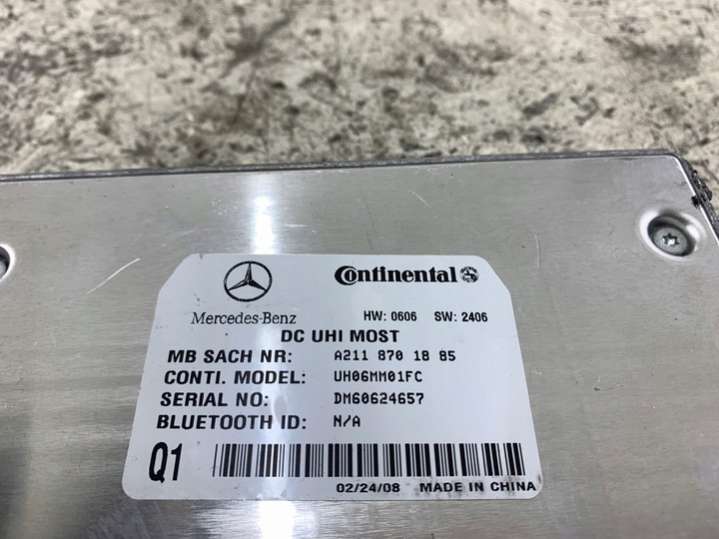 Continental
Mercedes-Benz
HW: 0606 SW: 2406
DC UHI MOST
MB SACH NR: A211 870 18 85
CONTI. MODEL: UH06MM01FC
SERIAL NO: DM60624657
BLUETOOTH ID: N/A
Q1
02/24/08 MADE IN CHINA